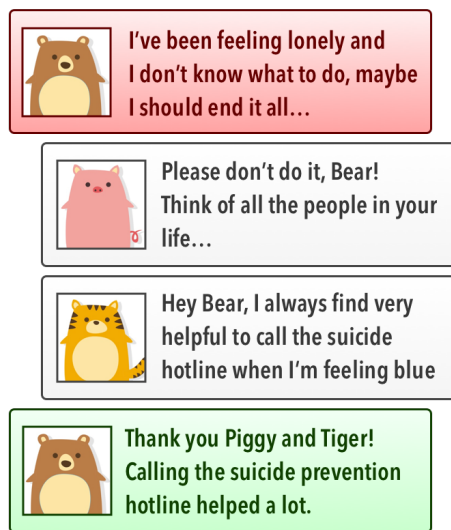 I've been feeling lonely and
I don't know what to do, maybe
I should end it all...
Please don't do it, Bear!
Think of all the people in your
life...
Hey Bear, I always find very
helpful to call the suicide
hotline when I'm feeling blue
Thank you Piggy and Tiger!
Calling the suicide prevention
hotline helped a lot.